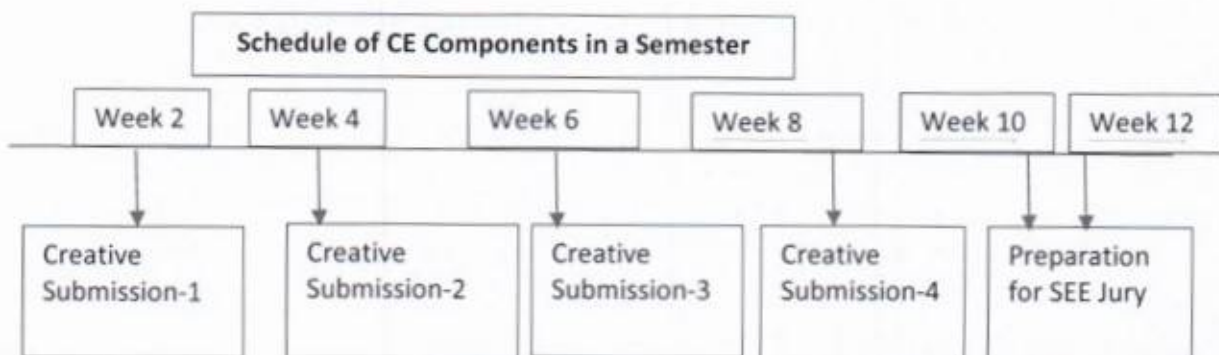 Schedule of CE Components in a Semester
Week 2
Week 4
Week 6
Week 8
Week 10
Week 12
Creative
Submission-1
Creative
Submission-2
Creative
Submission-3
Creative
Submission-4
Preparation
for SEE Jury